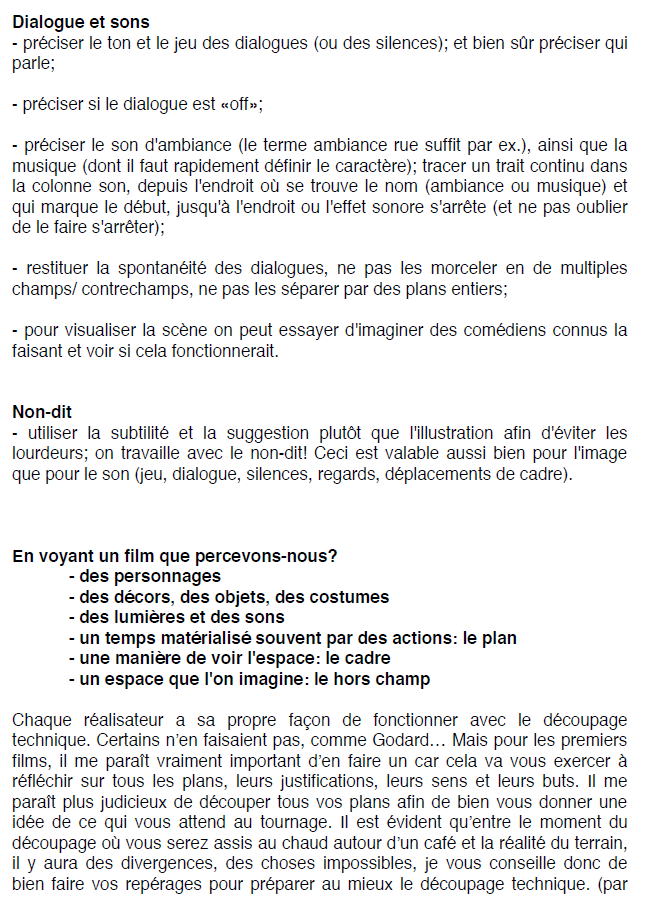 Dialogue et sons
- préciser le ton et le jeu des dialogues (ou des silences); et bien sûr préciser qui
parle;
- préciser si le dialogue est «off»;
- préciser le son d'ambiance (le terme ambiance rue suffit par ex.), ainsi que la
musique (dont il faut rapidement définir le caractère); tracer un trait continu dans
la colonne son, depuis l'endroit où se trouve le nom (ambiance ou musique) et
qui marque le début, jusqu'à l'endroit ou l'effet sonore s'arrête (et ne pas oublier
de le faire s'arrêter);
- restituer la spontanéité des dialogues, ne pas les morceler en de multiples
champs/ contrechamps, ne pas les séparer par des plans entiers;
- pour visualiser la scène on peut essayer d'imaginer des comédiens connus la
faisant et voir si cela fonctionnerait.
Non-dit
- utiliser la subtilité et la suggestion plutôt que l'illustration afin d'éviter les
lourdeurs; on travaille avec le non-dit! Ceci est valable aussi bien pour l'image
que pour le son (jeu, dialogue, silences, regards, déplacements de cadre).
En voyant un film que percevons-nous?
- des personnages
- des décors, des objets, des costumes
- des lumières et des sons
- un temps matérialisé souvent par des actions: le plan
- une manière de voir l'espace: le cadre
- un espace que l'on imagine: le hors champ
Chaque réalisateur a sa propre façon de fonctionner avec le découpage
technique. Certains n’en faisaient pas, comme Godard… Mais pour les premiers
films, il me paraît vraiment important d’en faire un car cela va vous exercer à
réfléchir sur tous les plans, leurs justifications, leurs sens et leurs buts. Il me
paraît plus judicieux de découper tous vos plans afin de bien vous donner une
idée de ce qui vous attend au tournage. Il est évident qu’entre le moment du
découpage où vous serez assis au chaud autour d’un café et la réalité du terrain,
il y aura des divergences, des choses impossibles, je vous conseille donc de
bien faire vos repérages pour préparer au mieux le découpage technique. (par